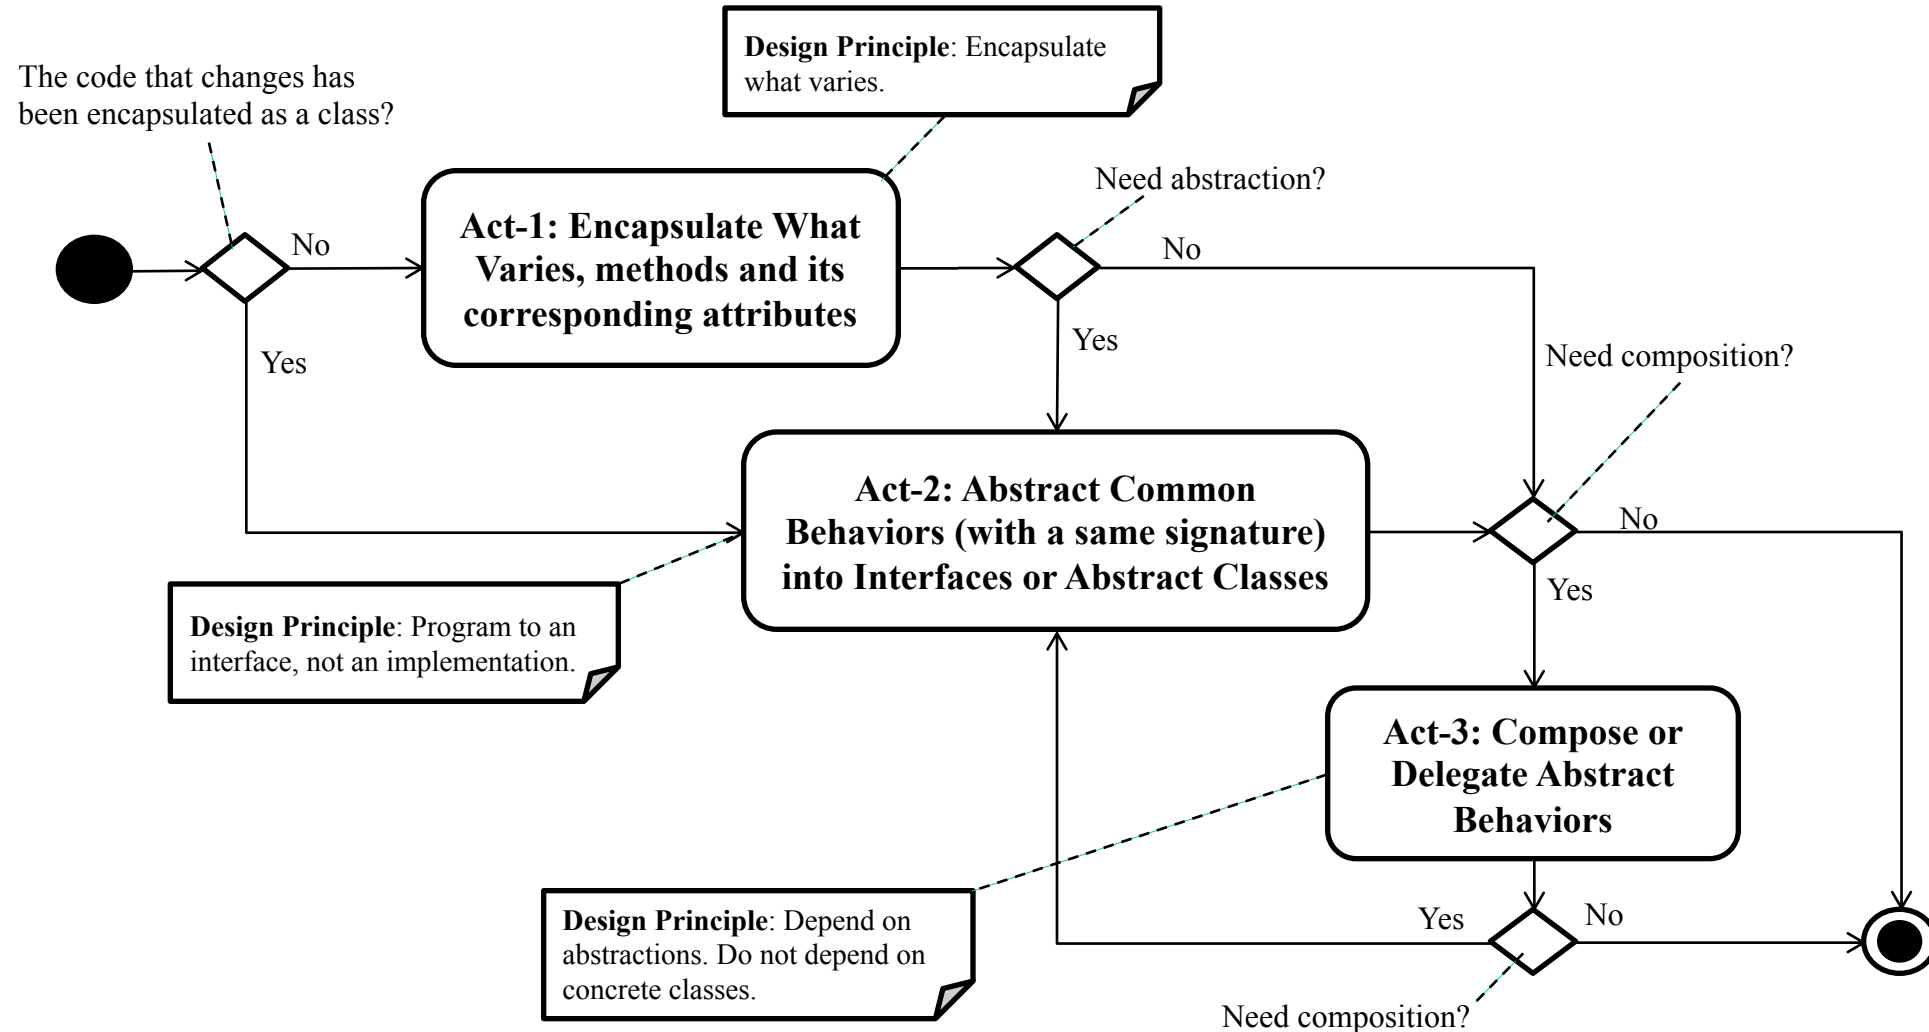 Design Principle: Encapsulate
what varies.
The code that changes has
been encapsulated as a class?
Need abstraction?
No
Act-1: Encapsulate What
Varies, methods and its
corresponding attributes
No
Yes
Yes
Need composition?
Act-2: Abstract Common
Behaviors (with a same signature)
into Interfaces or Abstract Classes
No
Yes
Design Principle: Program to an
interface, not an implementation.
Act-3: Compose or
Delegate Abstract
Behaviors
Design Principle: Depend on
abstractions. Do not depend on
concrete classes.
Yes
No
Need composition?